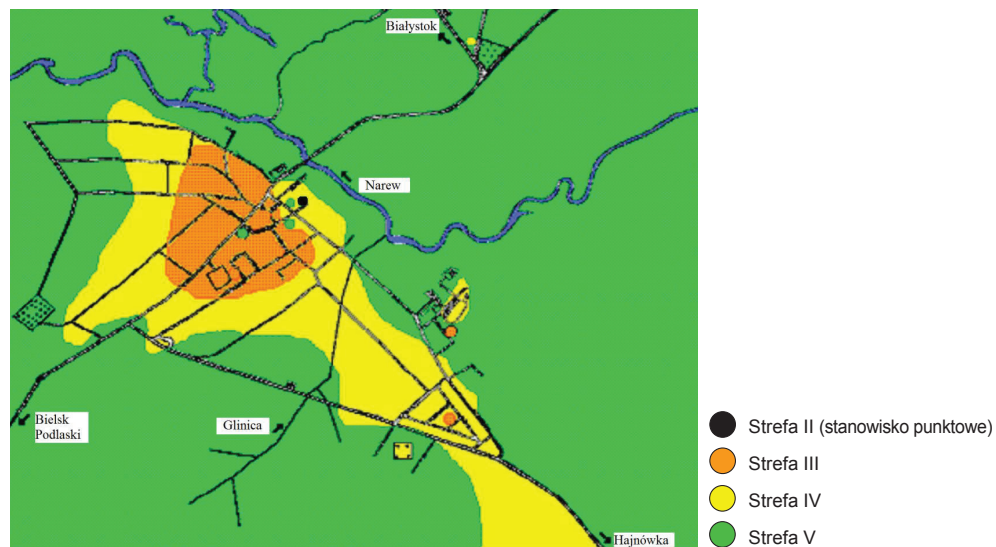 Białystok
Narew
Bielsk
Podlaski
Glinica
Hajnówka
Strefa II (stanowisko punktowe)
Strefa III
Strefa IV
Strefa V